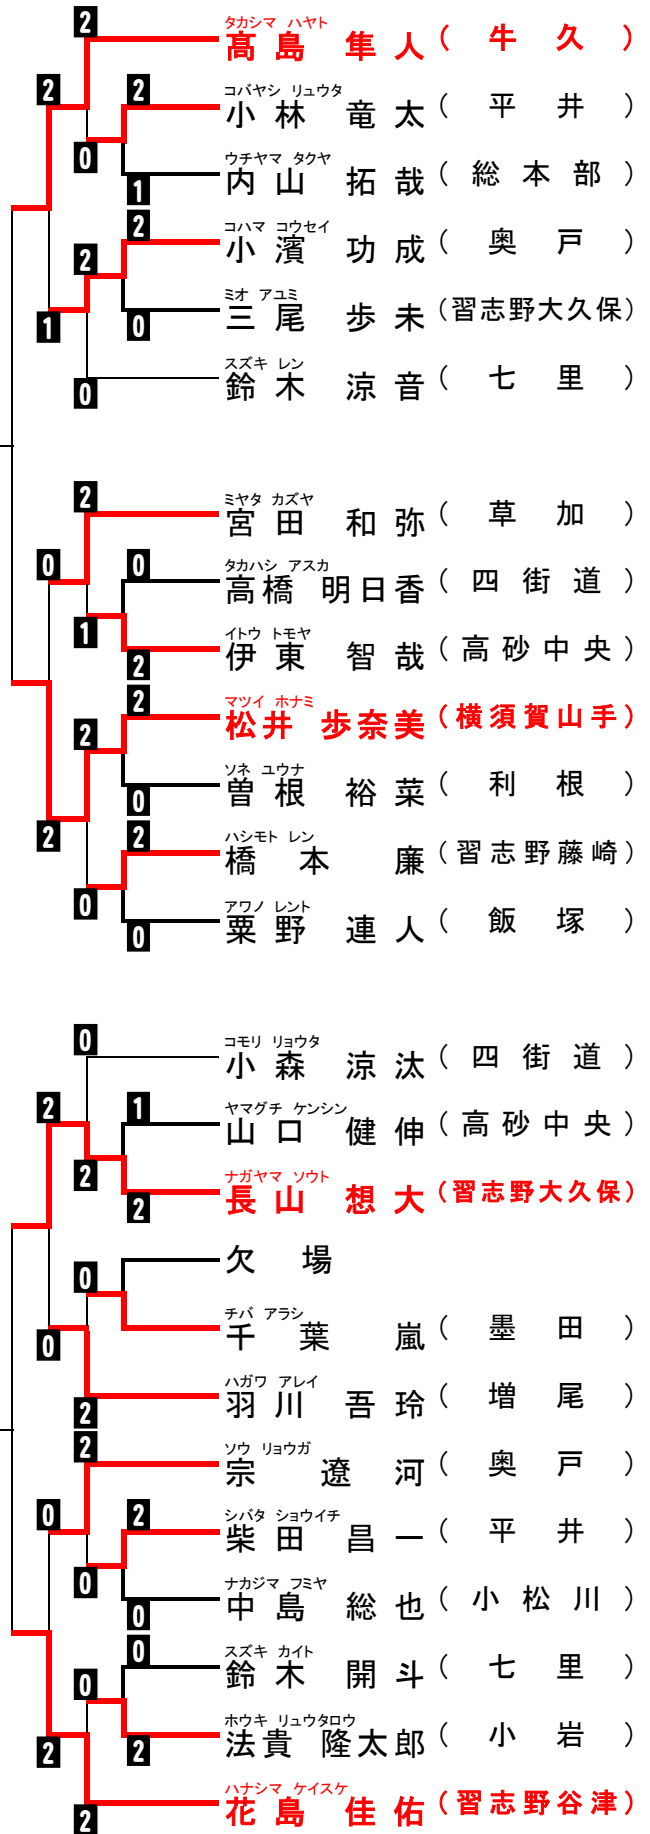 2
タカシマ ハヤト
髙島 隼人 (牛久)
2
2
コバヤシ リュウタ
小林 竜太 (平井)
0
ウチヤマ タクヤ
内山 拓哉 (総本部)
1
2
コハマ コウセイ
小濱 功成 (奥戸)
2
ミオ アユミ
三尾 歩未 (習志野大久保)
1
0
スズキ レン
鈴木 涼音 (七里)
0
2
ミヤタ カズヤ
宮田 和弥 (草加)
0
0
タカハシ アスカ
高橋 明日香 (四街道)
1
イトウ トモヤ
伊東 智哉 (高砂中央)
2
2
マツイ ホナミ
松井 歩奈美 (横須賀山手)
2
ソネ ユウナ
曽根 裕菜 (利根)
0
2
2
ハシモト レン
橋本 廉 (習志野藤崎)
0
アワノ レント
粟野 連人 (飯塚)
0
0
コモリ リョウタ
小森 涼汰 (四街道)
2
1
ヤマグチ ケンシン
山口 健伸 (高砂中央)
2
ナガヤマ ソウト
長山 想大 (習志野大久保)
2
欠場
0
チバ アラシ
千葉 嵐 (墨田)
0
ハガワ アレイ
羽川 吾玲 (増尾)
2
2
ソウ リョウガ
宗 遼河 (奥戸)
0
2
シバタ ショウイチ
柴田 昌一 (平井)
0
ナカジマ フミヤ
中島 総也 (小松川)
0
0
スズキ カイト
鈴木 開斗 (七里)
0
ホウキ リュウタロウ
法貴 隆太郎 (小岩)
2
2
ハナシマ ケイスケ
花島 佳佑 (習志野谷津)
2